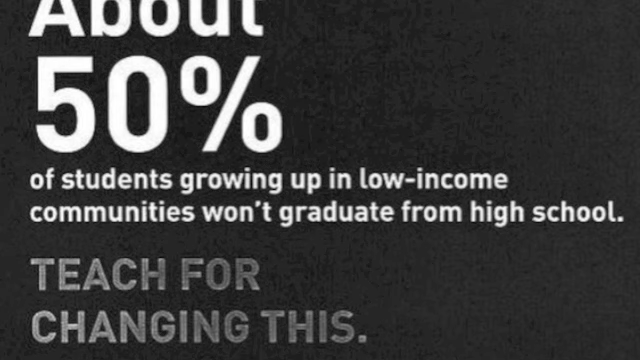 About
50%
of students growing up in low-income
communities won't graduate from high school.
TEACH FOR
CHANGING THIS.